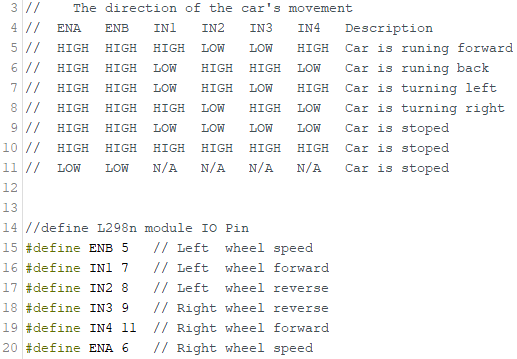 3 //    The direction of the car's movement
4 //  ENA   ENB   IN1   IN2   IN3   IN4   Description
5 //  HIGH  HIGH  HIGH  LOW   LOW   HIGH  Car is runing forward
6 //  HIGH  HIGH  LOW   HIGH  HIGH  LOW   Car is runing back
7 //  HIGH  HIGH  LOW   HIGH  LOW   HIGH  Car is turning left
8 //  HIGH  HIGH  HIGH  LOW   HIGH  LOW   Car is turning right
9 //  HIGH  HIGH  LOW   LOW   LOW   LOW   Car is stoped
10 //  HIGH  HIGH  HIGH  HIGH  HIGH  HIGH  Car is stoped
11 //  LOW   LOW   N/A   N/A   N/A   N/A   Car is stoped
12
13
14 //define L298n module IO Pin
15 #define ENB 5   // Left  wheel speed
16 #define IN1 7   // Left  wheel forward
17 #define IN2 8   // Left  wheel reverse
18 #define IN3 9   // Right wheel reverse
19 #define IN4 11  // Right wheel forward
20 #define ENA 6   // Right wheel speed